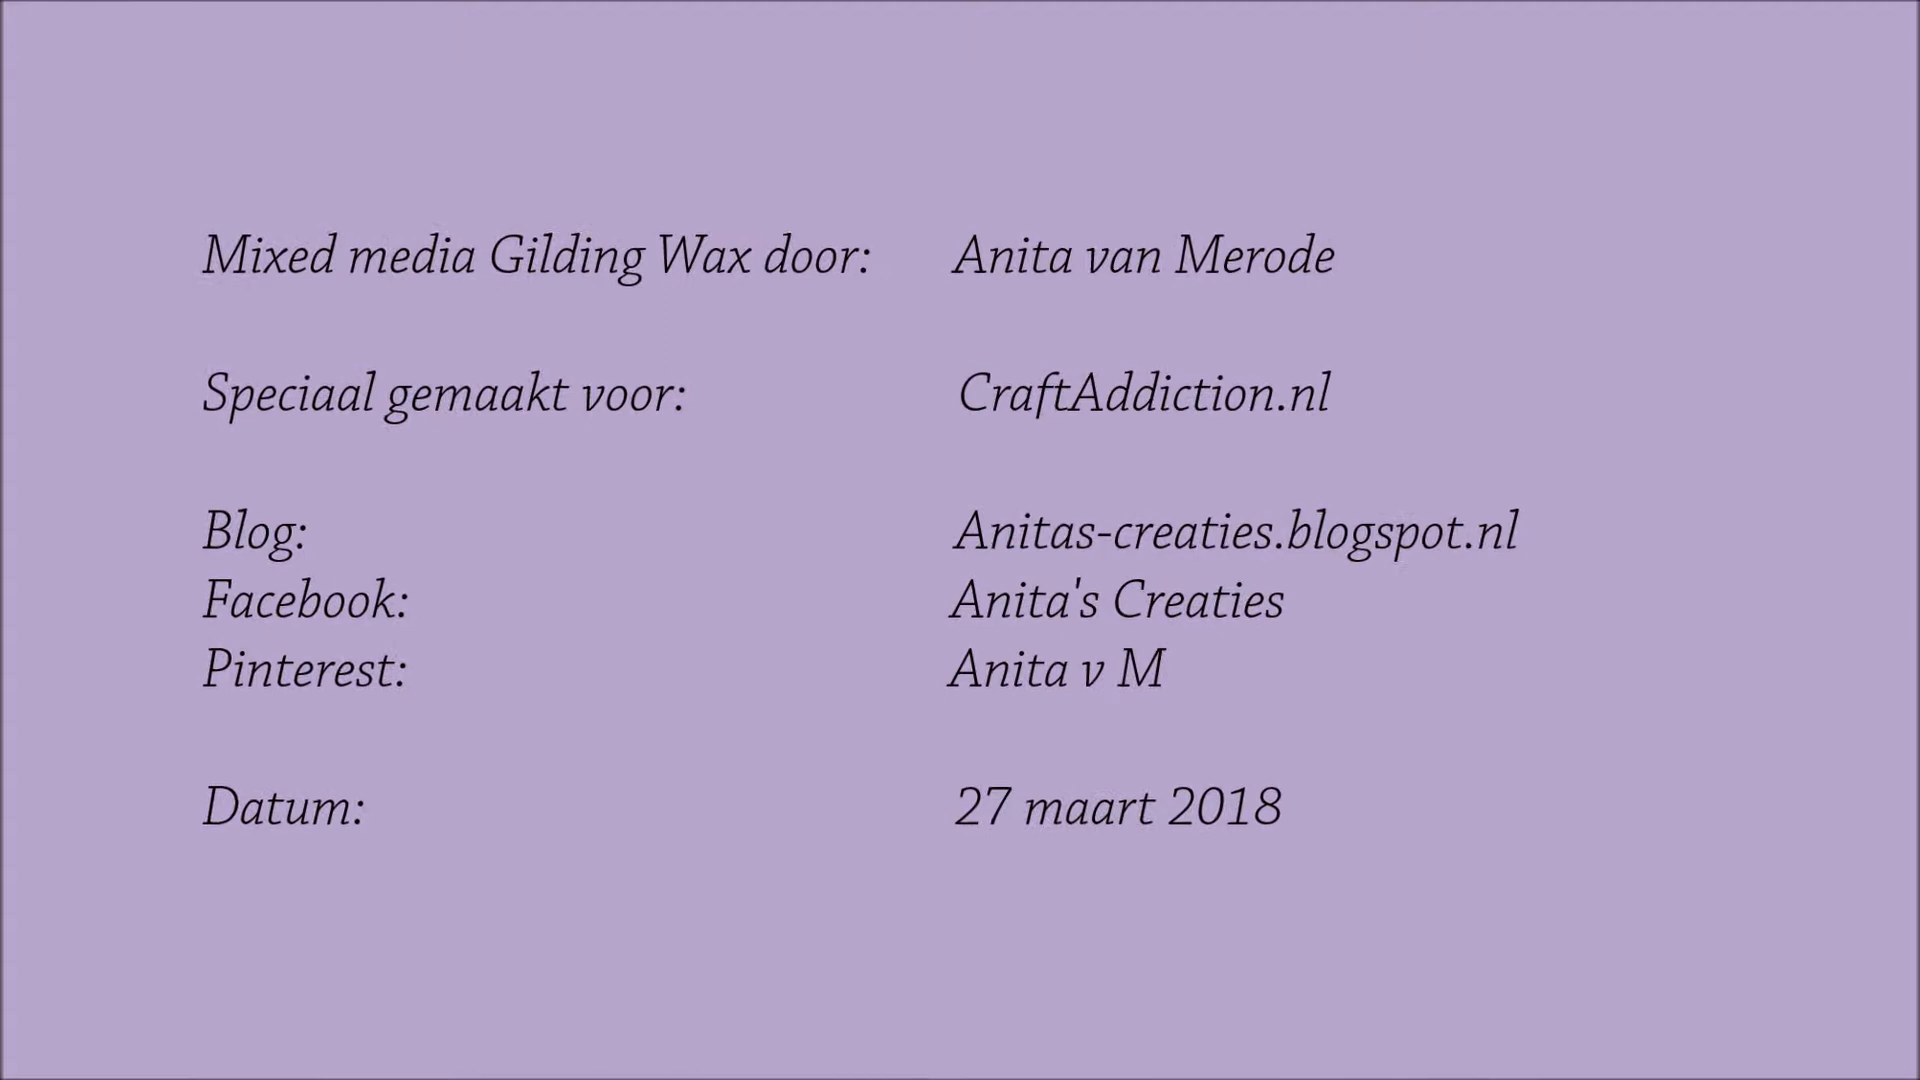 Mixed media Gilding Wax door: Anita van Merode
Speciaal gemaakt voor: CraftAddiction.nl
Blog: Anitas-creaties.blogspot.nl
Facebook: Anita's Creaties
Pinterest: Anita v M
Datum: 27 maart 2018